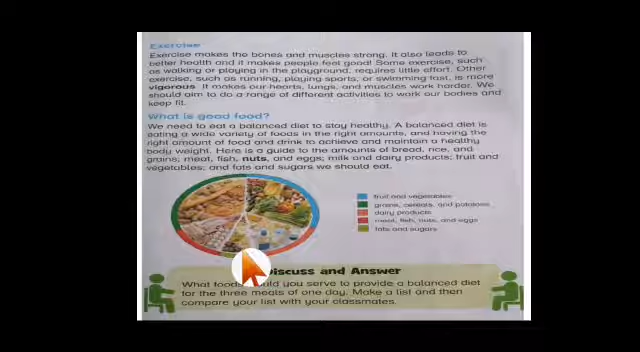 Exercise
Exercise makes the bones and muscles strong. It also leads to
better health and it makes people feel good! Some exercise, such
as walking or playing in the playground, requires little effort. Other
exercise, such as running, playing sports, or swimming fast, is more
vigorous. It makes our hearts, lungs, and muscles work harder. We
should aim to do a range of different activities to work our bodies and
keep fit.
What is good food?
We need to eat a balanced diet to stay healthy. A balanced diet is
eating a wide variety of foods in the right amounts, and having the
right amount of food and drink to achieve and maintain a healthy
body weight. Here is a guide to the amounts of bread, rice, and
grains; meat, fish, nuts, and eggs; milk and dairy products; fruit and
vegetables; and fats and sugars we should eat.
fruit and vegetables
grains, cereals, and potatoes
dairy products
meat, fish, nuts, and eggs
fats and sugars
iscuss and Answer
What foods ould you serve to provide a balanced diet
for the three meals of one day. Make a list and then
compare your list with your classmates.